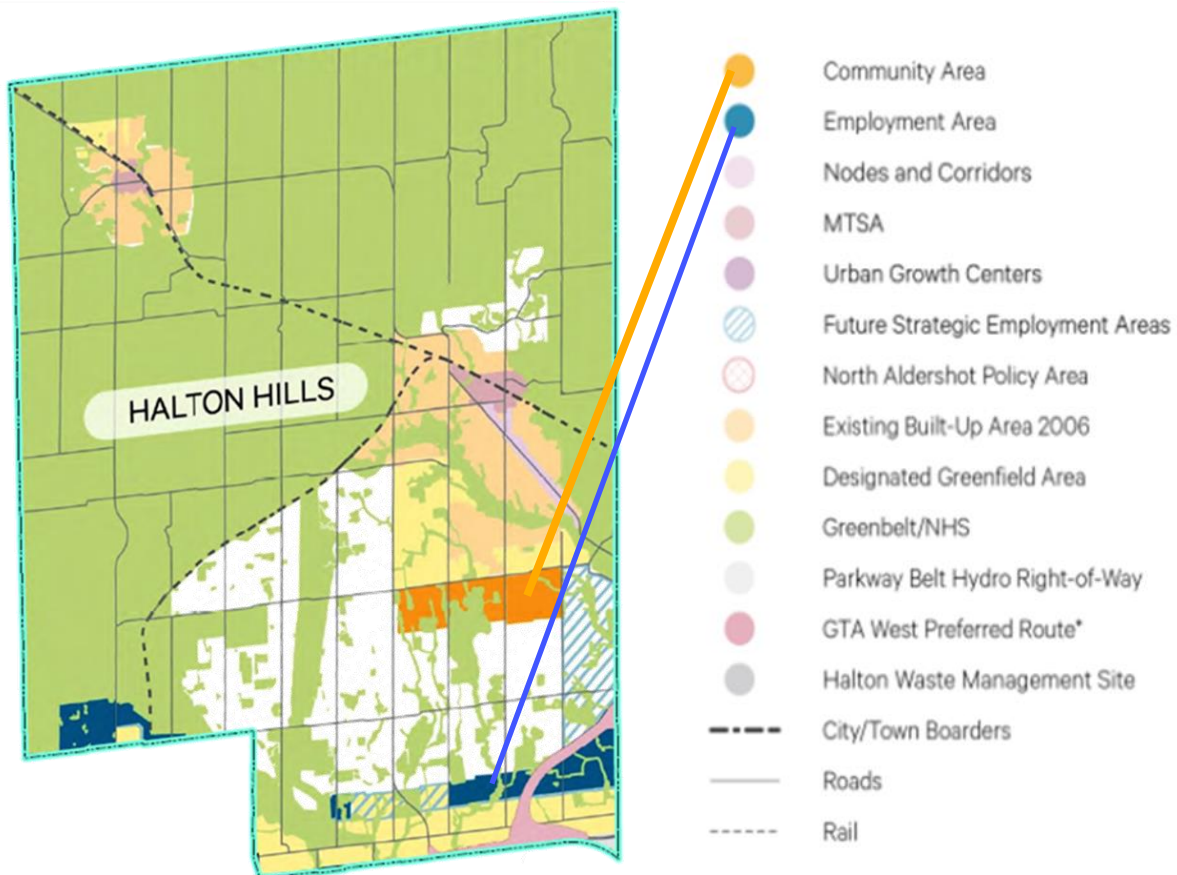 HALTON HILLS
Community Area
Employment Area
Nodes and Corridors
MTSA
Urban Growth Centers
Future Strategic Employment Areas
North Aldershot Policy Area
Existing Built-Up Area 2006
Designated Greenfield Area
Greenbelt/NHS
Parkway Belt Hydro Right-of-Way
GTA West Preferred Route*
Halton Waste Management Site
City/Town Boarders
Roads
Rail